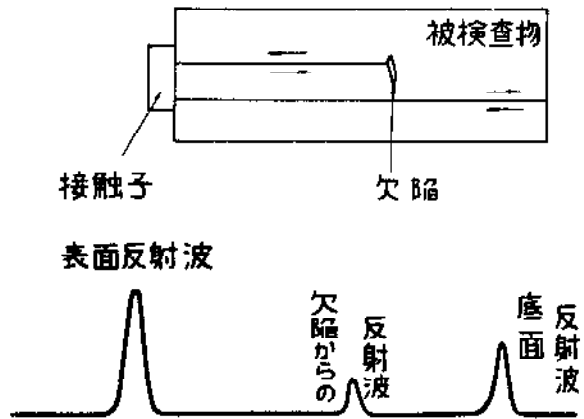 被検査物
接触子
欠陥
表面反射波
欠陥からの
反射波
底面
反射波